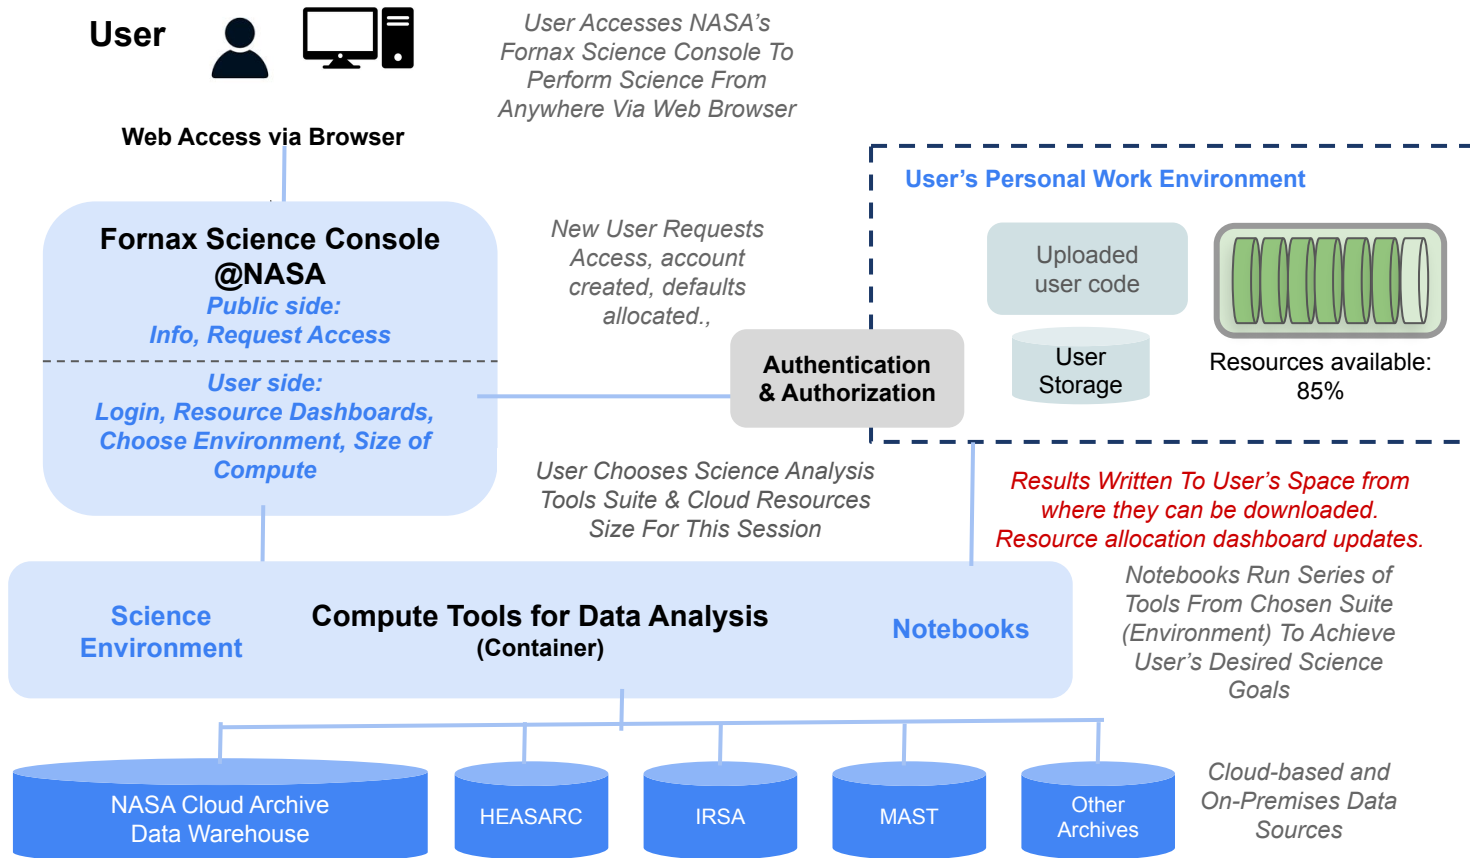 User
User Accesses NASA's
Fornax Science Console To
Perform Science From
Anywhere Via Web Browser
Web Access via Browser
Fornax Science Console
@NASA
Public side:
Info, Request Access
User side:
Login, Resource Dashboards,
Choose Environment, Size of
Compute
New User Requests
Access, account
created, defaults
allocated.,
Authentication
& Authorization
User's Personal Work Environment
Uploaded
user code
User
Storage
Resources available:
85%
User Chooses Science Analysis
Tools Suite & Cloud Resources
Size For This Session
Results Written To User's Space from
where they can be downloaded.
Resource allocation dashboard updates.
Science
Environment
Compute Tools for Data Analysis
(Container)
Notebooks
Notebooks Run Series of
Tools From Chosen Suite
(Environment) To Achieve
User's Desired Science
Goals
NASA Cloud Archive
Data Warehouse
HEASARC
IRSA
MAST
Other
Archives
Cloud-based and
On-Premises Data
Sources